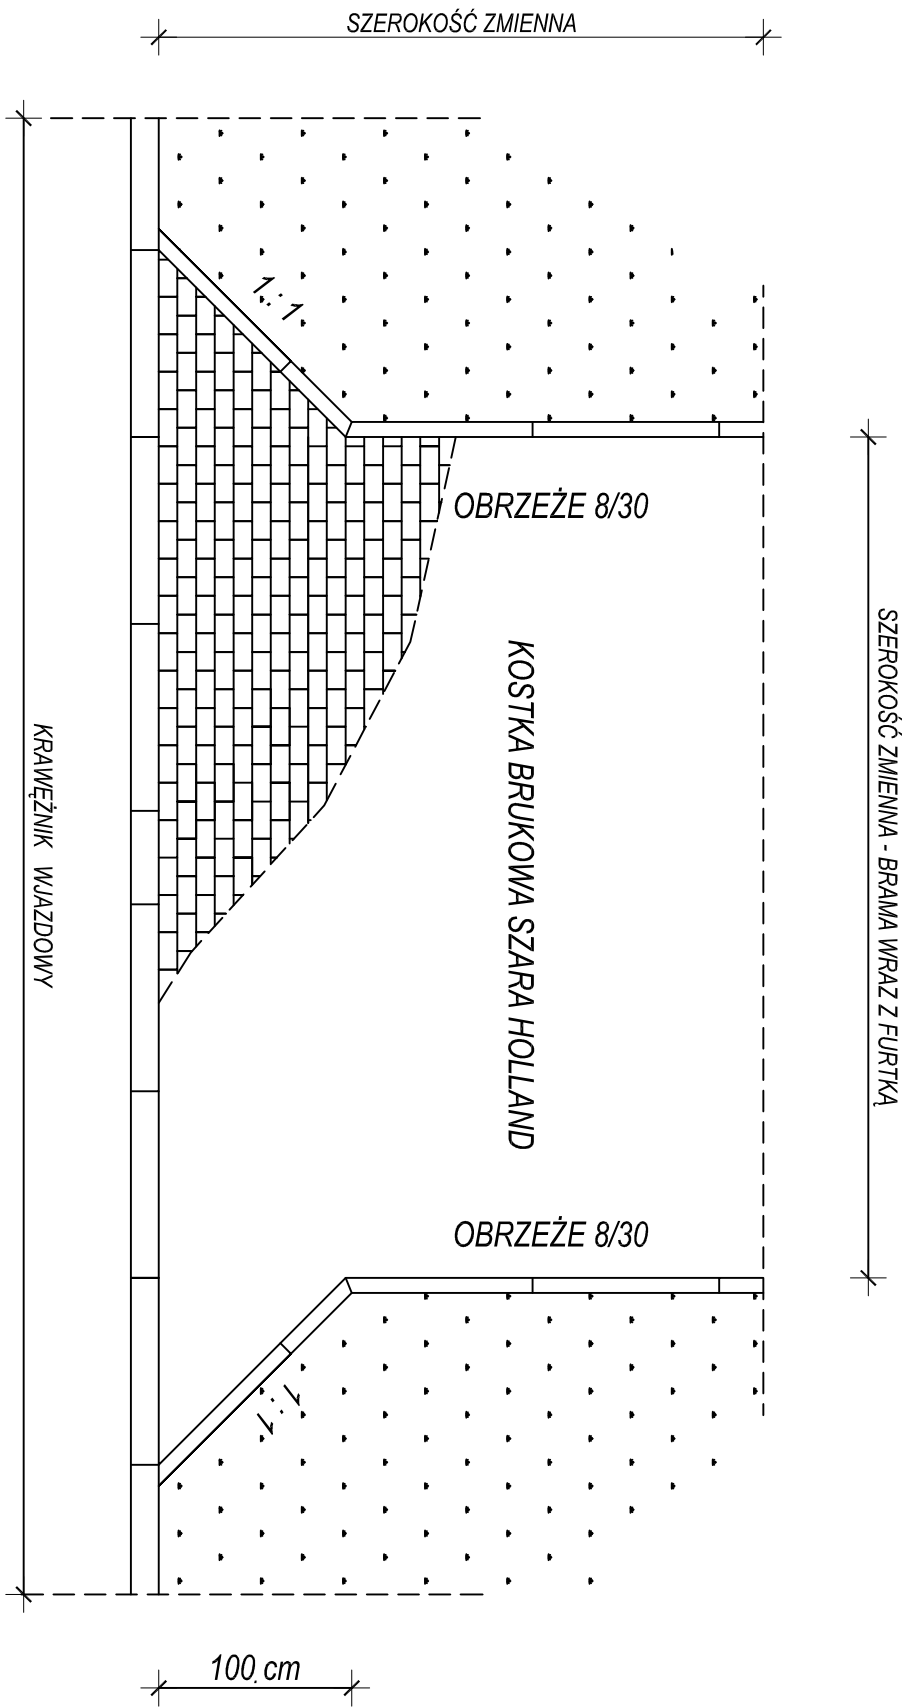 SZEROKOŚĆ ZMIENNA
1:1
OBRZEŻE 8/30
SZEROKOŚĆ ZMIENNA - BRAMA WRAZ Z FURTKĄ
KOSTKA BRUKOWA SZARA HOLLAND
KRAWĘŻNIK WJAZDOWY
OBRZEŻE 8/30
1:1
100 cm